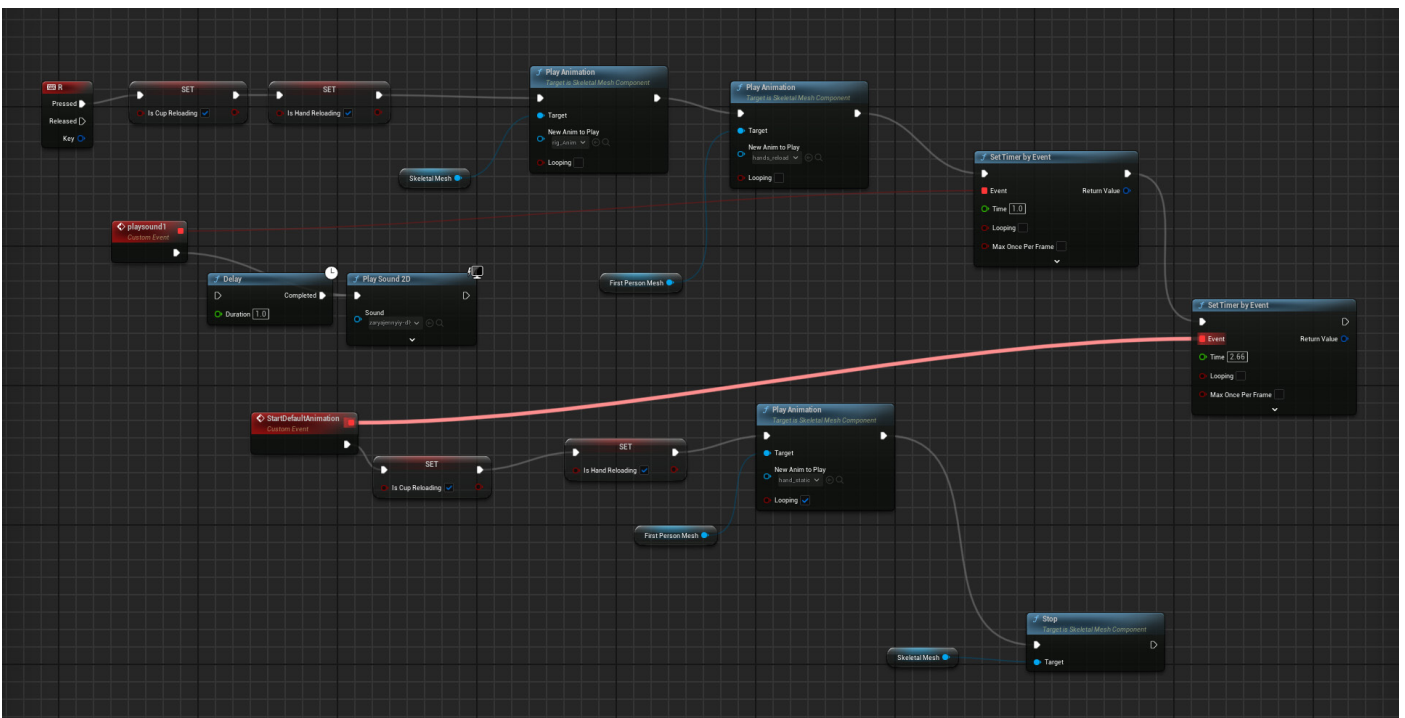 R
Pressed
Released
Key
SET
Is Cup Reloading
SET
Is Hand Reloading
Skeletal Mesh
f Play Animation
Target is Skeletal Mesh Component
Target
New Anim to Play
rig_Anim
Looping
f Play Animation
Target is Skeletal Mesh Component
Target
New Anim to Play
hands_reload
Looping
First Person Mesh
f Set Timer by Event
Event Return Value
Time 1.0
Looping
Max Once Per Frame
playsound1
Custom Event
f Delay
Completed
Duration 1.0
f Play Sound 2D
Sound
f Set Timer by Event
Event Return Value
Time 2.66
Looping
Max Once Per Frame
StartDefaultAnimation
Custom Event
SET
Is Cup Reloading
SET
Is Hand Reloading
First Person Mesh
f Play Animation
Target is Skeletal Mesh Component
Target
New Anim to Play
hand_static
Looping
Skeletal Mesh
f Stop
Target is Skeletal Mesh Component
Target